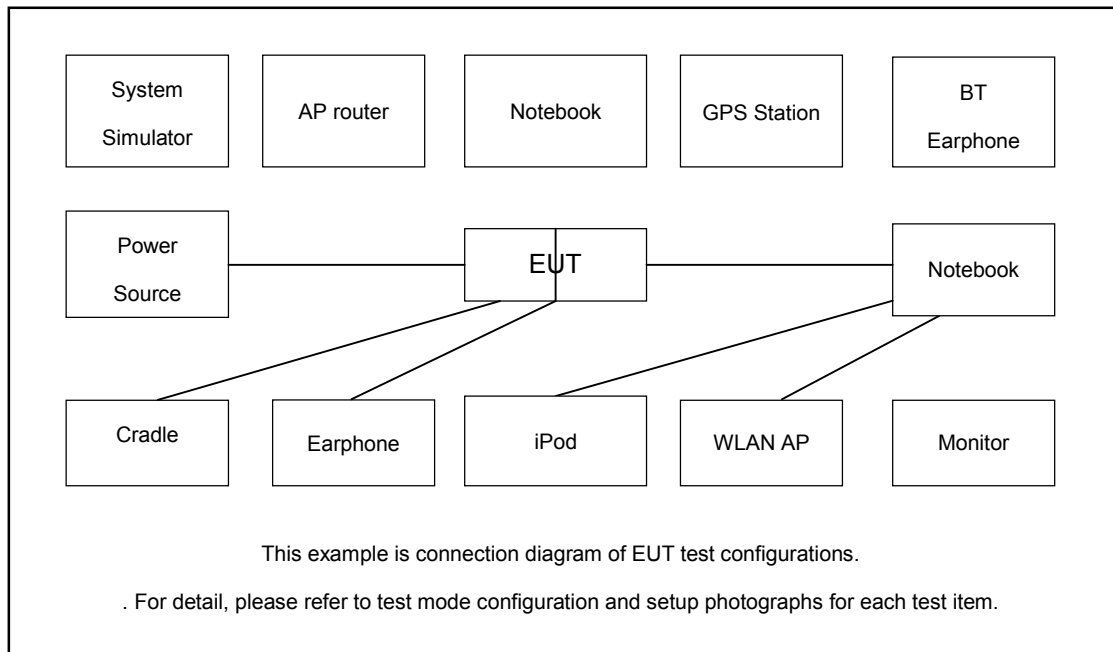 System
Simulator
AP router
Notebook
GPS Station
BT
Earphone
Power
Source
EUT
Notebook
Cradle
Earphone
iPod
WLAN AP
Monitor
This example is connection diagram of EUT test configurations.
. For detail, please refer to test mode configuration and setup photographs for each test item.